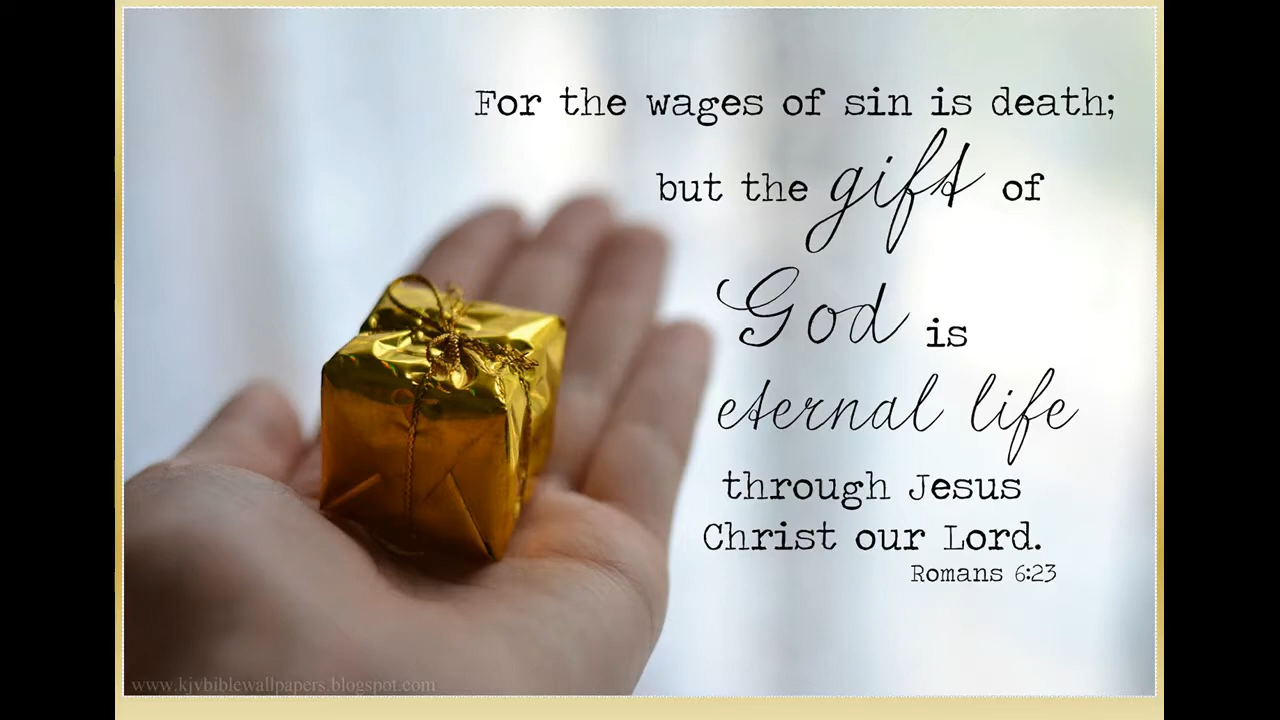 For the wages of sin is death;
but the gift of
God is
eternal life
through Jesus
Christ our Lord.
Romans 6:23
www.kjvbiblewallpapers.blogspot.com